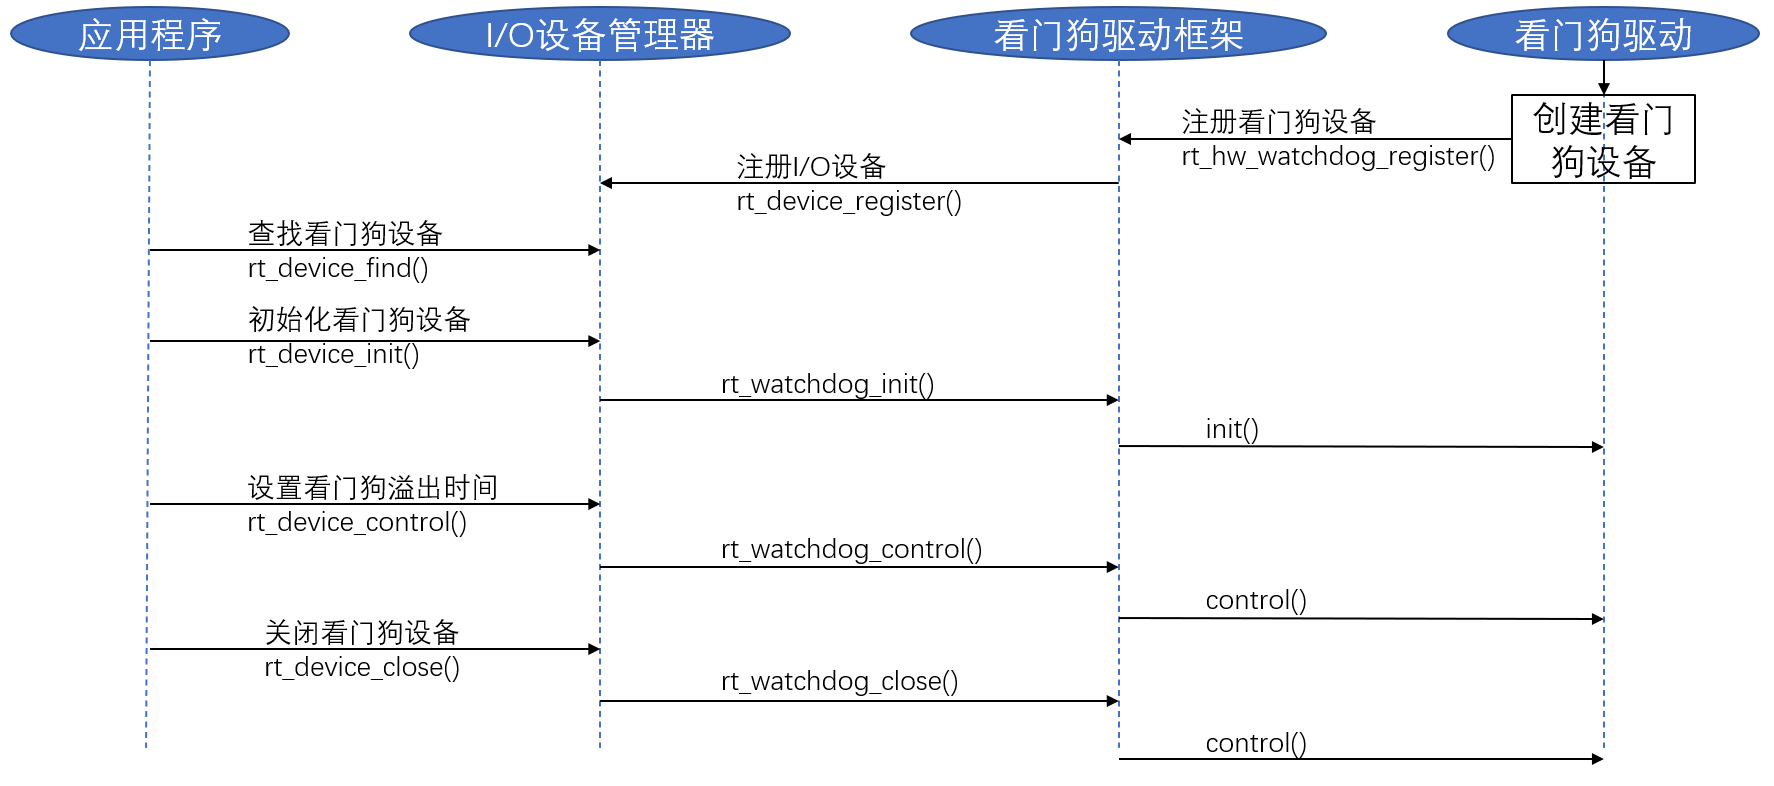 应用程序
I/O设备管理器
看门狗驱动框架
看门狗驱动
创建看门
狗设备
注册看门狗设备
rt_hw_watchdog_register()
注册I/O设备
rt_device_register()
查找看门狗设备
rt_device_find()
初始化看门狗设备
rt_device_init()
rt_watchdog_init()
init()
设置看门狗溢出时间
rt_device_control()
rt_watchdog_control()
control()
关闭看门狗设备
rt_device_close()
rt_watchdog_close()
control()